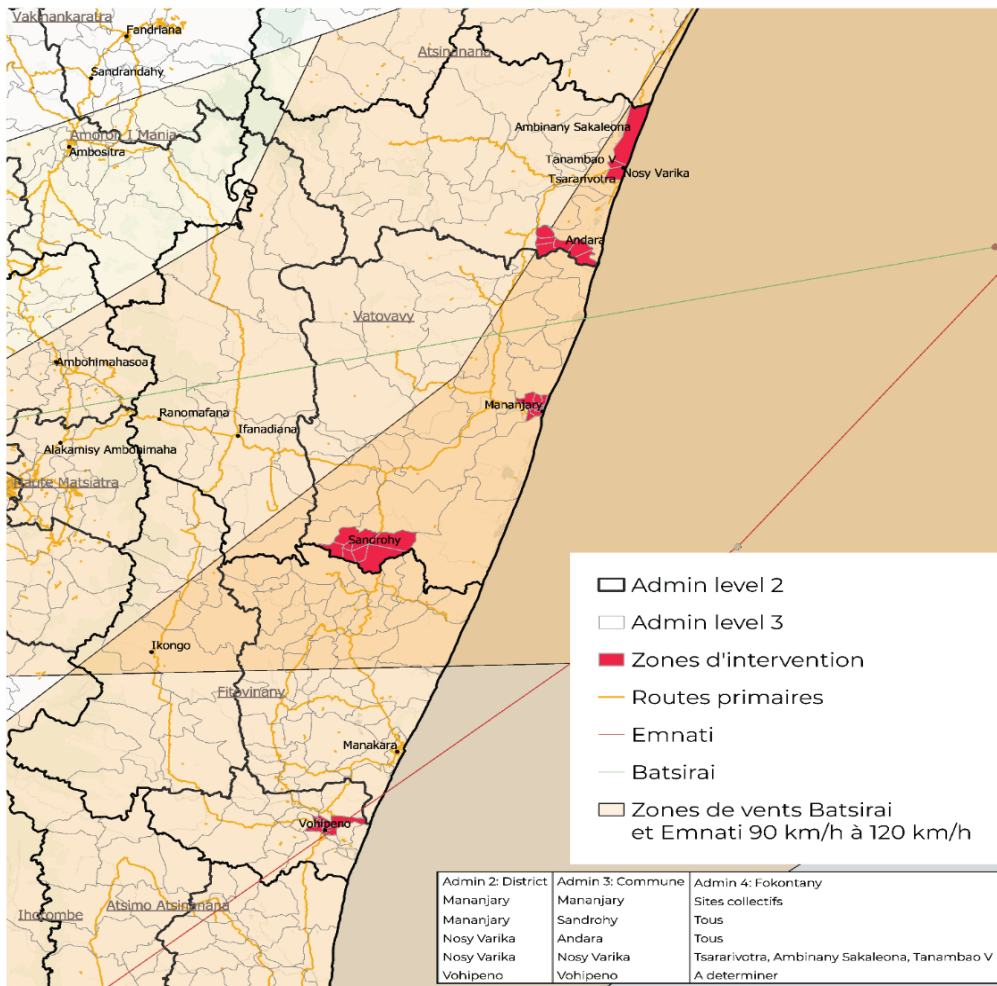 Vakinankaratra
Fandriana
Sandrandahy
Atsinanana
Amoron I Mania
Ambositra
Ambinany Sakaleona
Tanambao V
Nosy Varika
Tsararivotra
Andara
Vatovavy
Ambohimahasoa
Ranomafana
Mananjary
Ifanadiana
Alakamisy Ambohimaha
Haute Matsiatra
Sandrohy
Ikongo
Fitovinany
Manakara
Vohipeno
Ihorombe
Atsimo Atsinanana
Admin level 2
Admin level 3
Zones d'intervention
Routes primaires
Emnati
Batsirai
Zones de vents Batsirai
et Emnati 90 km/h à 120 km/h
Admin 2: District Admin 3: Commune Admin 4: Fokontany
Mananjary Mananjary Sites collectifs
Mananjary Sandrohy Tous
Nosy Varika Andara Tous
Nosy Varika Nosy Varika Tsararivotra, Ambinany Sakaleona, Tanambao V
Vohipeno Vohipeno A determiner